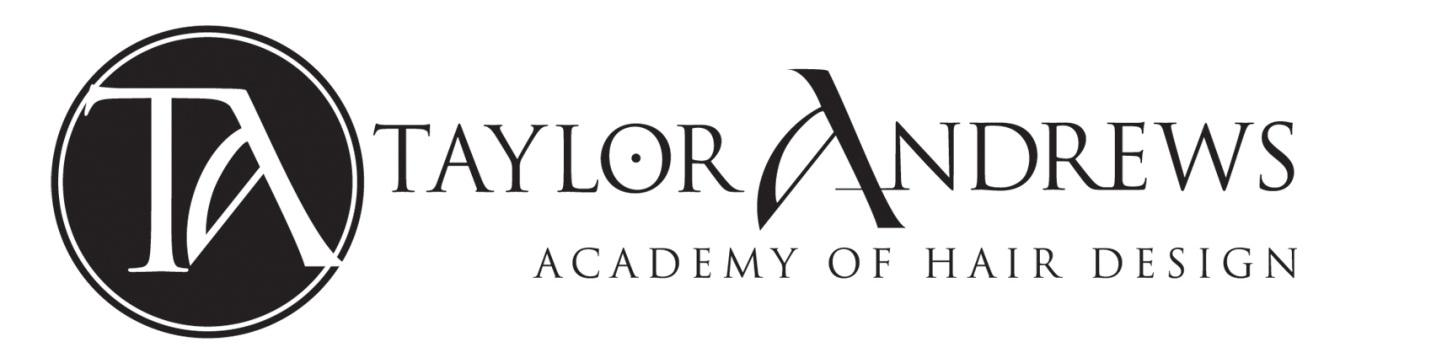 TA
TAYLOR ANDREWS
ACADEMY OF HAIR DESIGN